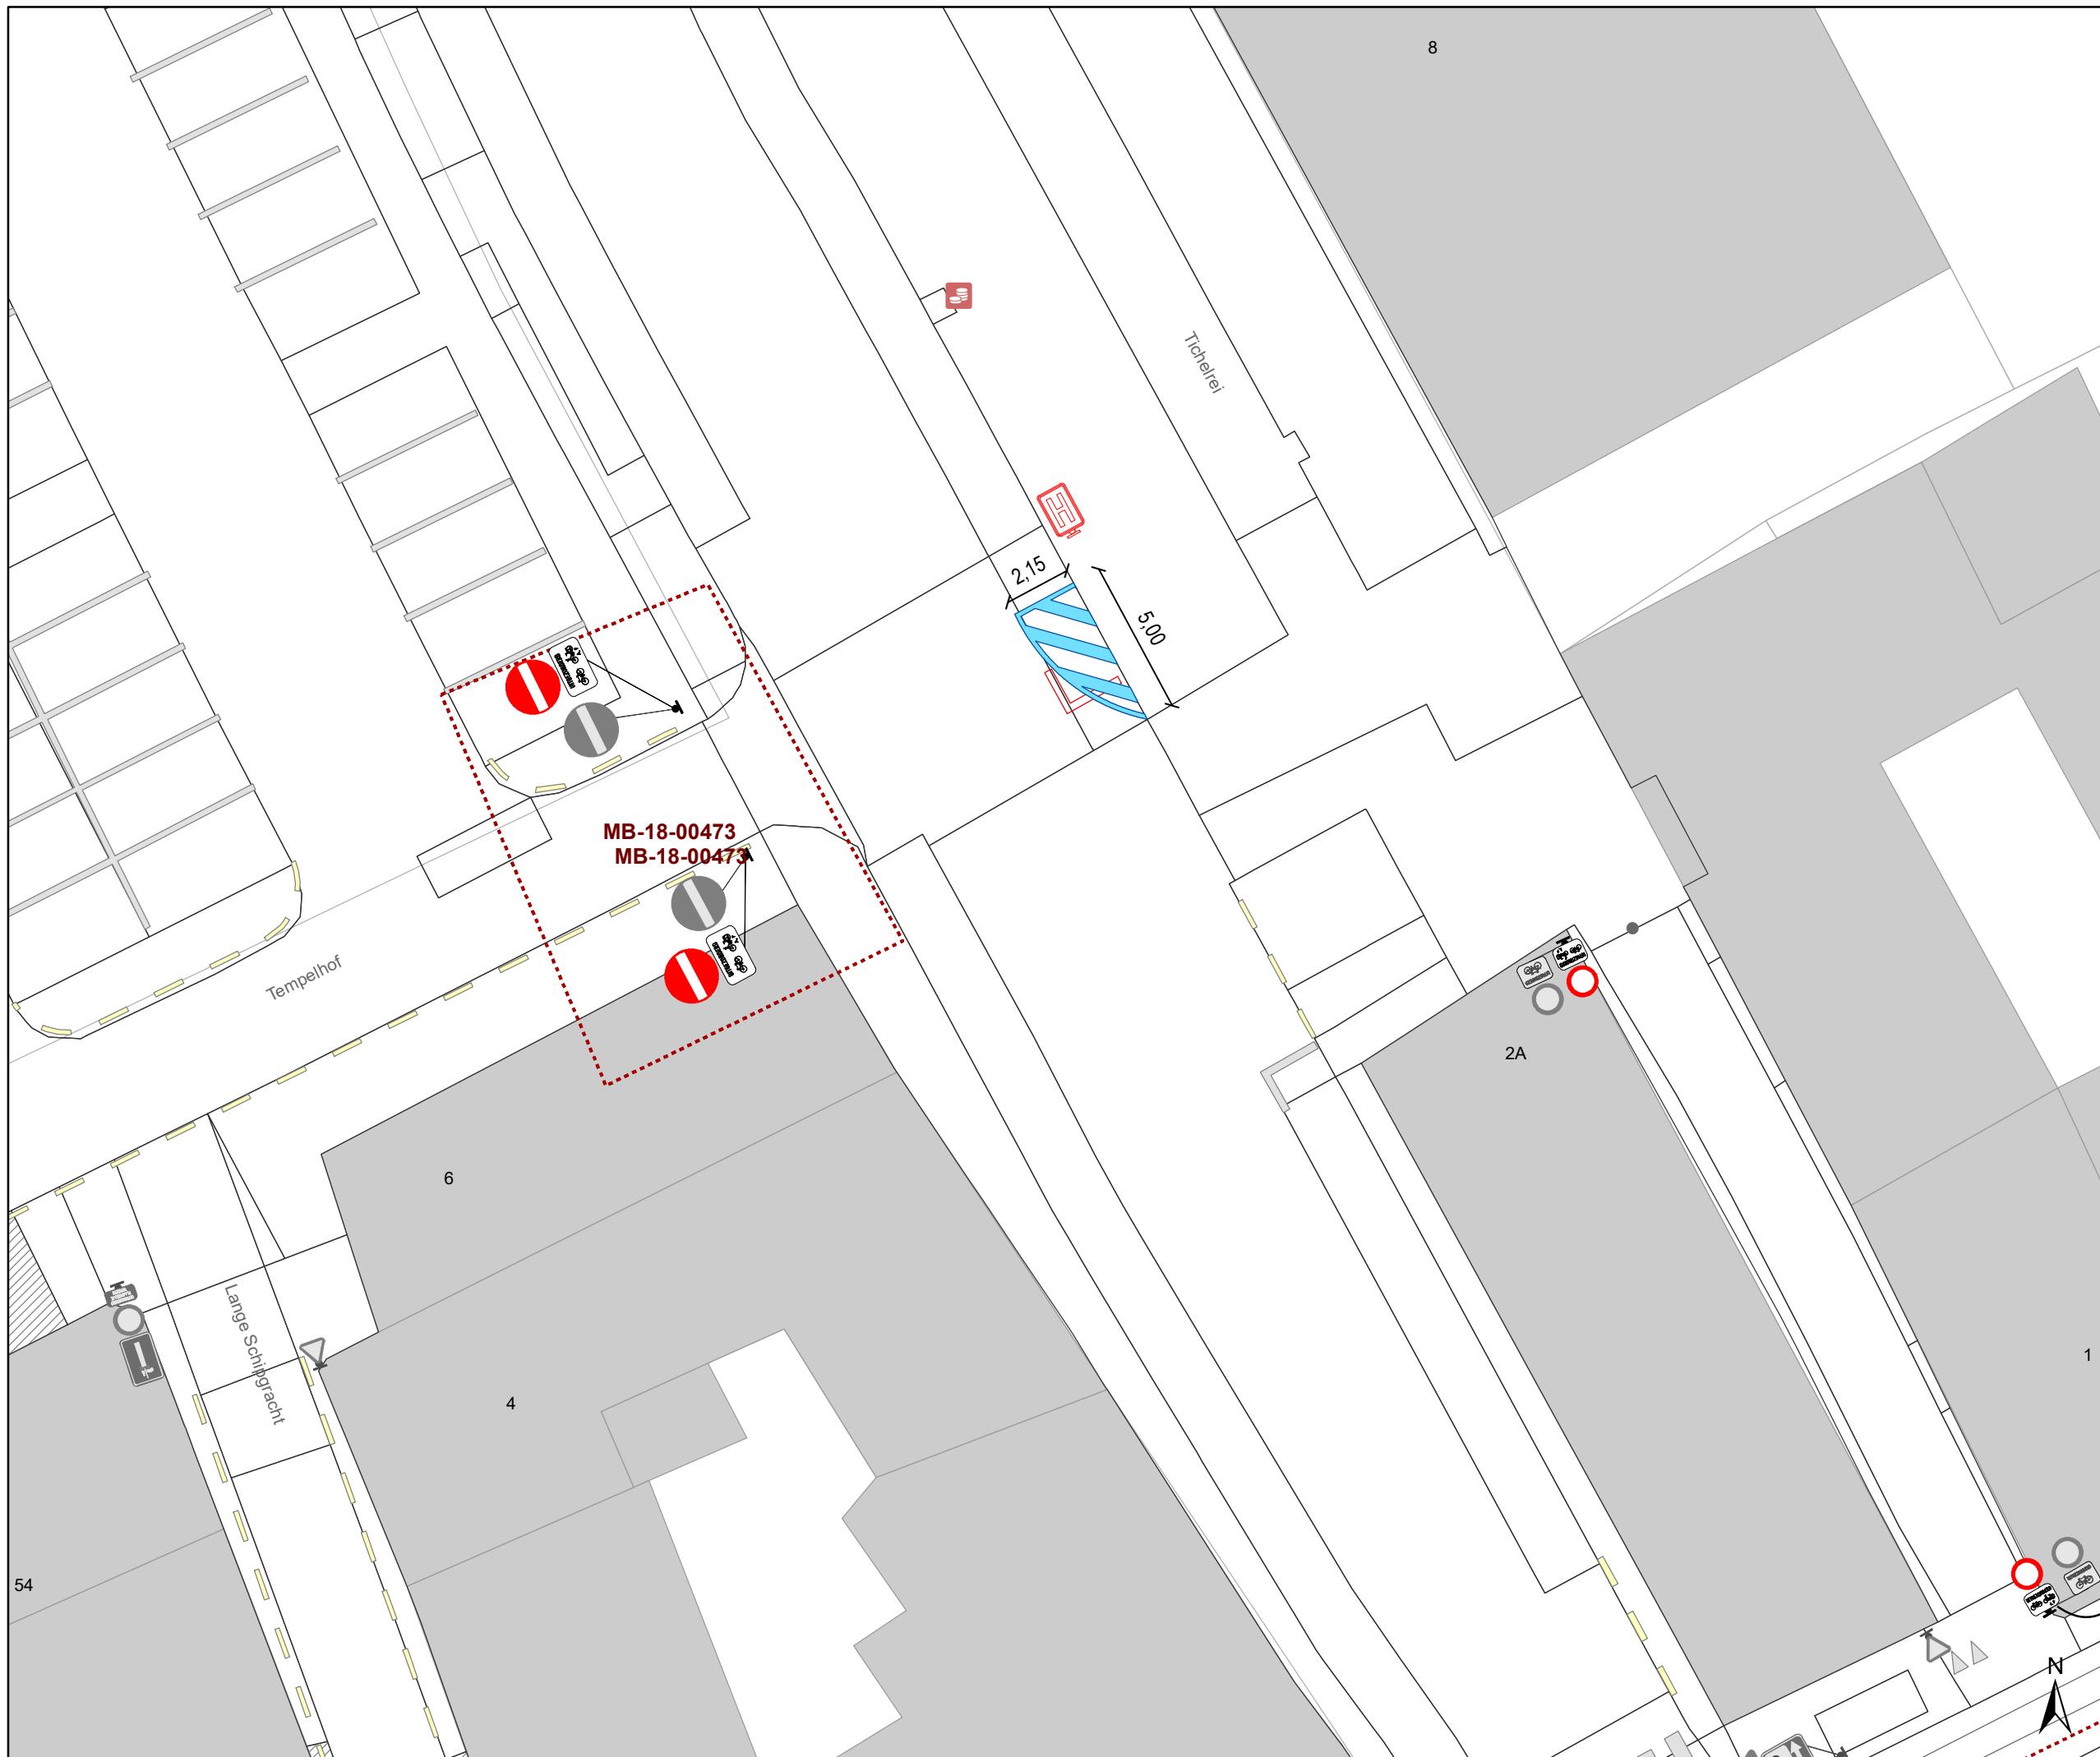 8
Tichelrei
2,15
5,00
MB-18-00473
MB-18-00473
Tempelhof
2A
6
Lange Schipgracht
1
4
54
N